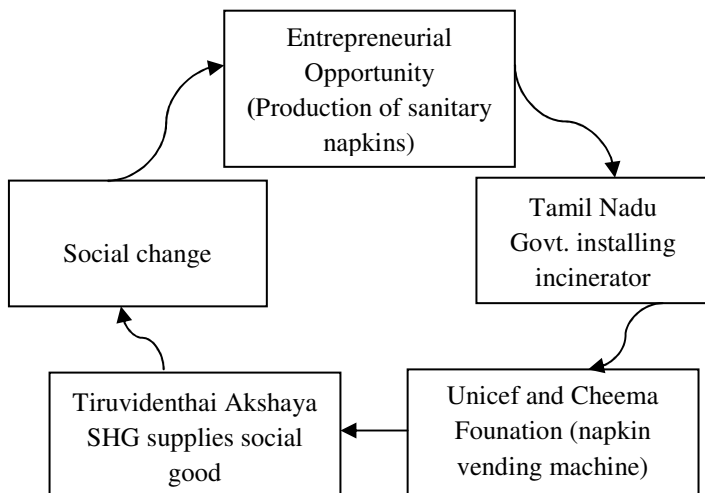 Entrepreneurial
Opportunity
(Production of sanitary
napkins)
Tamil Nadu
Govt. installing
incinerator
Unicef and Cheema
Founation (napkin
vending machine)
Tiruvidenthai Akshaya
SHG supplies social
good
Social change